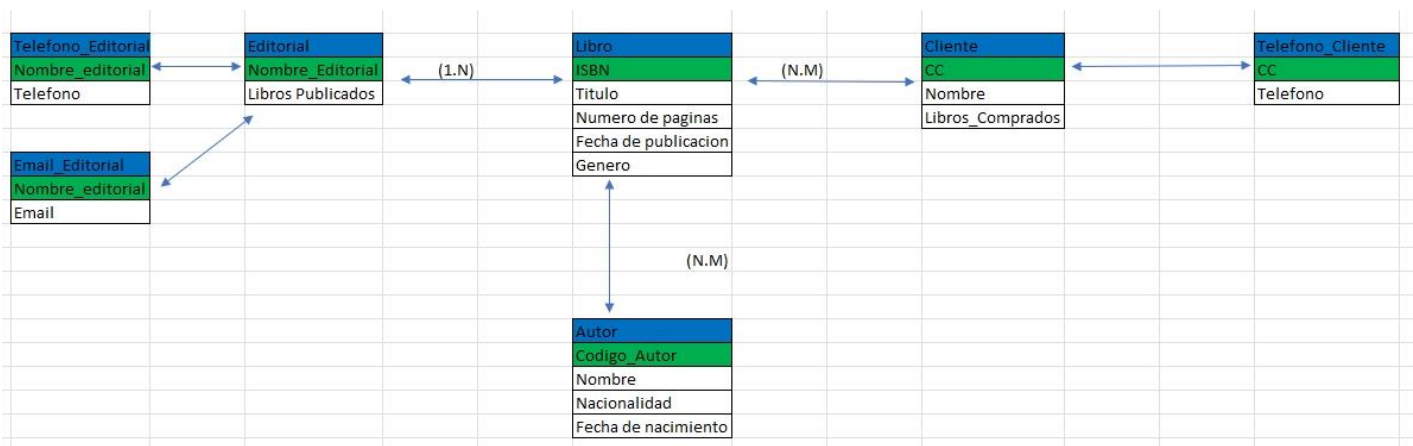 Telefono_Editorial
Nombre_editorial
Telefono
Editorial
Nombre_Editorial
Libros Publicados
(1.N)
Libro
ISBN
Titulo
Numero de paginas
Fecha de publicacion
Genero
(N.M)
Cliente
CC
Nombre
Libros_Comprados
Telefono_Cliente
CC
Telefono
Email_Editorial
Nombre_editorial
Email
(N.M)
Autor
Codigo_Autor
Nombre
Nacionalidad
Fecha de nacimiento